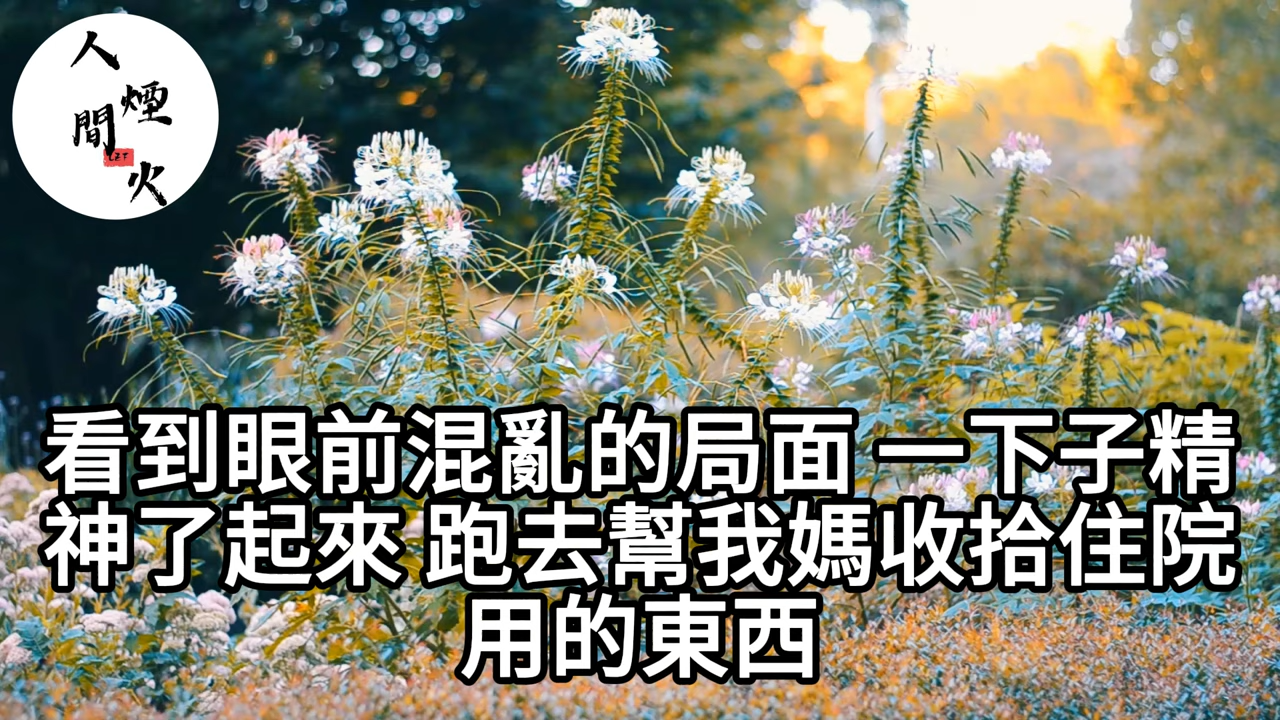 人間煙火
看到眼前混亂的局面 一下子精
神了起來 跑去幫我媽收拾住院
用的東西